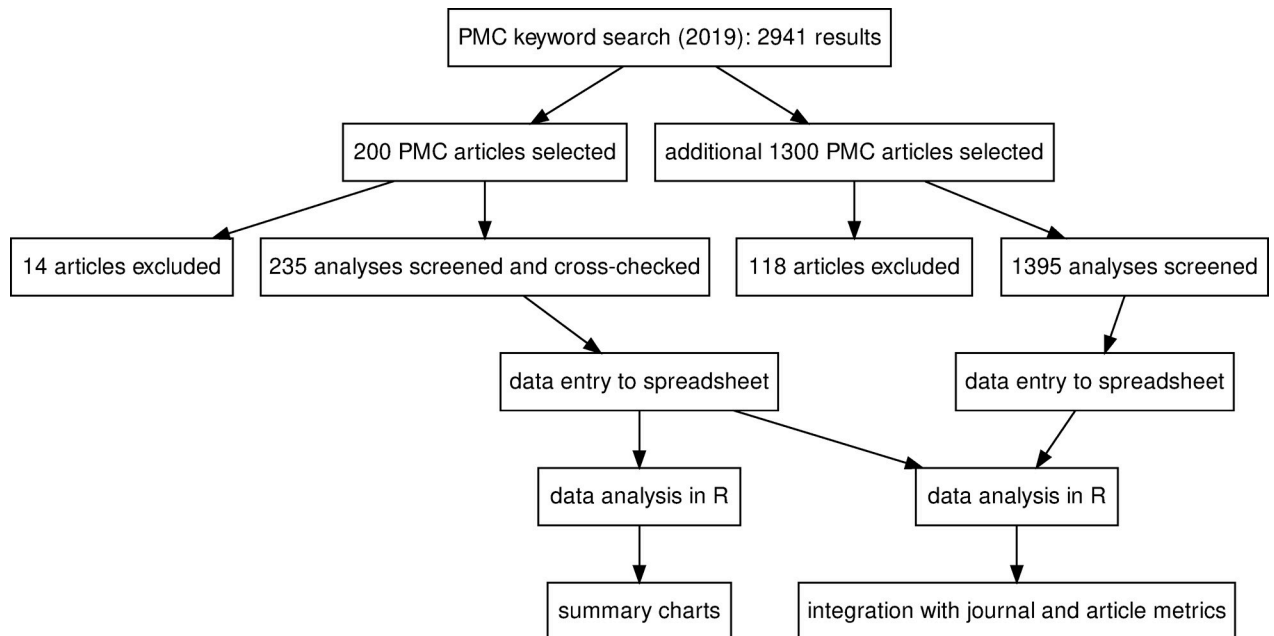 PMC keyword search (2019): 2941 results
200 PMC articles selected
additional 1300 PMC articles selected
14 articles excluded
235 analyses screened and cross-checked
118 articles excluded
1395 analyses screened
data entry to spreadsheet
data entry to spreadsheet
data analysis in R
data analysis in R
summary charts
integration with journal and article metrics